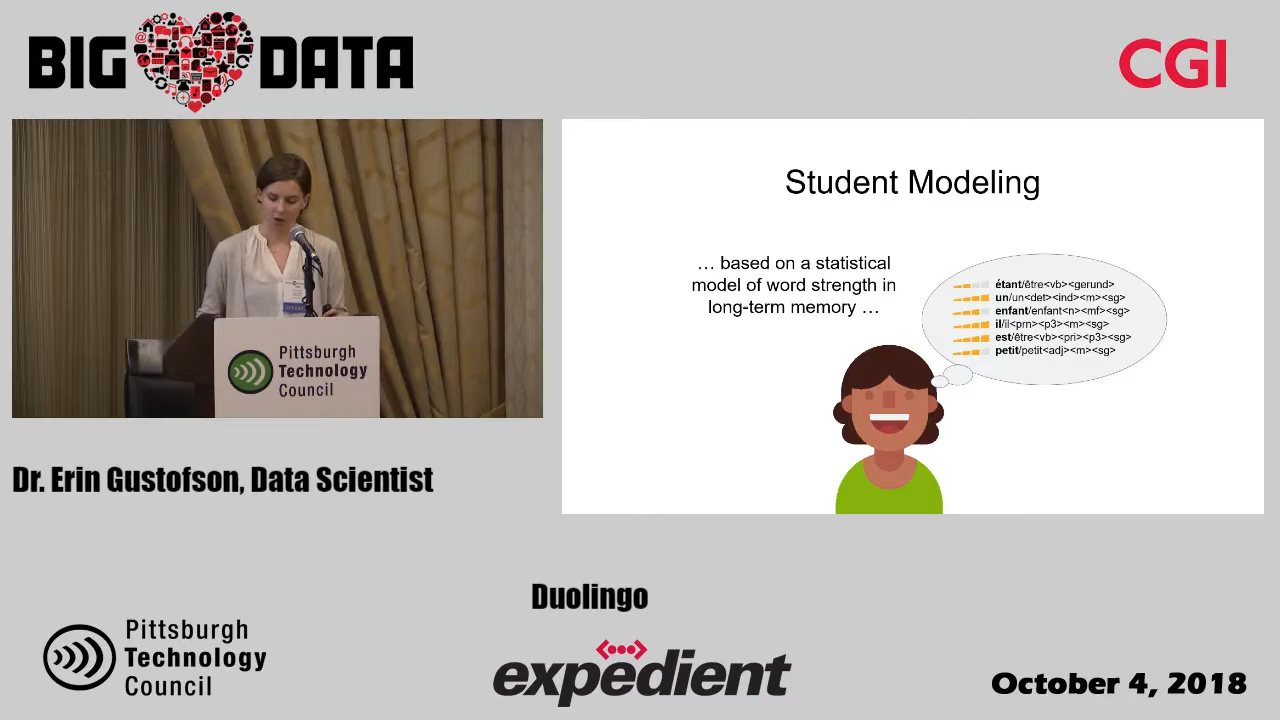 BIG DATA
CGI
Pittsburgh
Technology
Council
Student Modeling
… based on a statistical
model of word strength in
long-term memory …
étant/être<vb><gerund>
un/un<det><ind><m><sg>
enfant/enfant<n><mf><sg>
il/il<prn><p3><m><sg>
est/être<vb><pri><p3><sg>
petit/petit<adj><m><sg>
Dr. Erin Gustofson, Data Scientist
Duolingo
Pittsburgh
Technology
Council
expedient
October 4, 2018